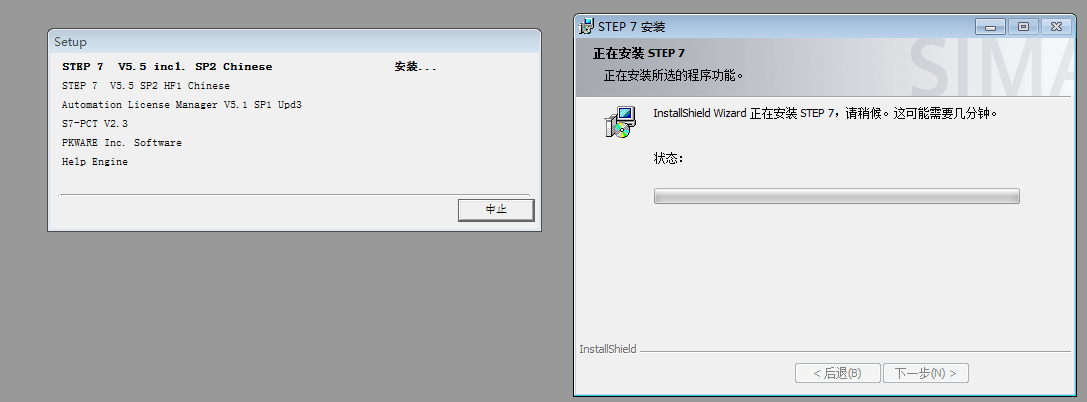 Setup
STEP 7 V5.5 incl. SP2 Chinese 安装...
STEP 7 V5.5 SP2 HF1 Chinese
Automation License Manager V5.1 SP1 Upd3
S7-PCT V2.3
PKWARE Inc. Software
Help Engine
中止
STEP 7 安装
正在安装 STEP 7
正在安装所选的程序功能。
SIMA
InstallShield Wizard 正在安装 STEP 7，请稍候。这可能需要几分钟。
状态：
InstallShield
< 后退(B)
下一步(N) >